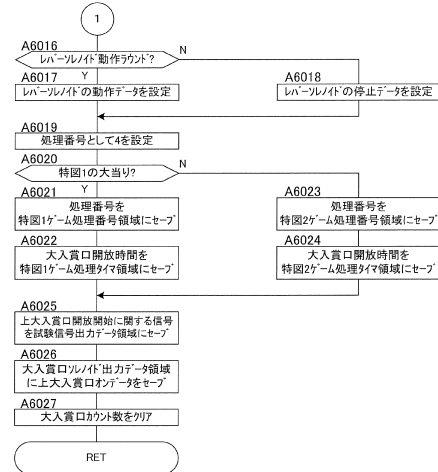 1
A6016
レバーソレノイド動作ラウンド?
N
A6017
Y
A6018
レバーソレノイドの動作データを設定
レバーソレノイドの停止データを設定
A6019
処理番号として4を設定
A6020
特図1の大当り?
N
A6021
Y
A6023
処理番号を
特図1ゲーム処理番号領域にセーブ
処理番号を
特図2ゲーム処理番号領域にセーブ
A6022
A6024
大入賞口開放時間を
特図1ゲーム処理タイマ領域にセーブ
大入賞口開放時間を
特図2ゲーム処理タイマ領域にセーブ
A6025
上大入賞口開放開始に関する信号
を試験信号出力データ領域にセーブ
A6026
大入賞口ソレノイド出力データ領域
に上大入賞口オンデータをセーブ
A6027
大入賞口カウント数をクリア
RET